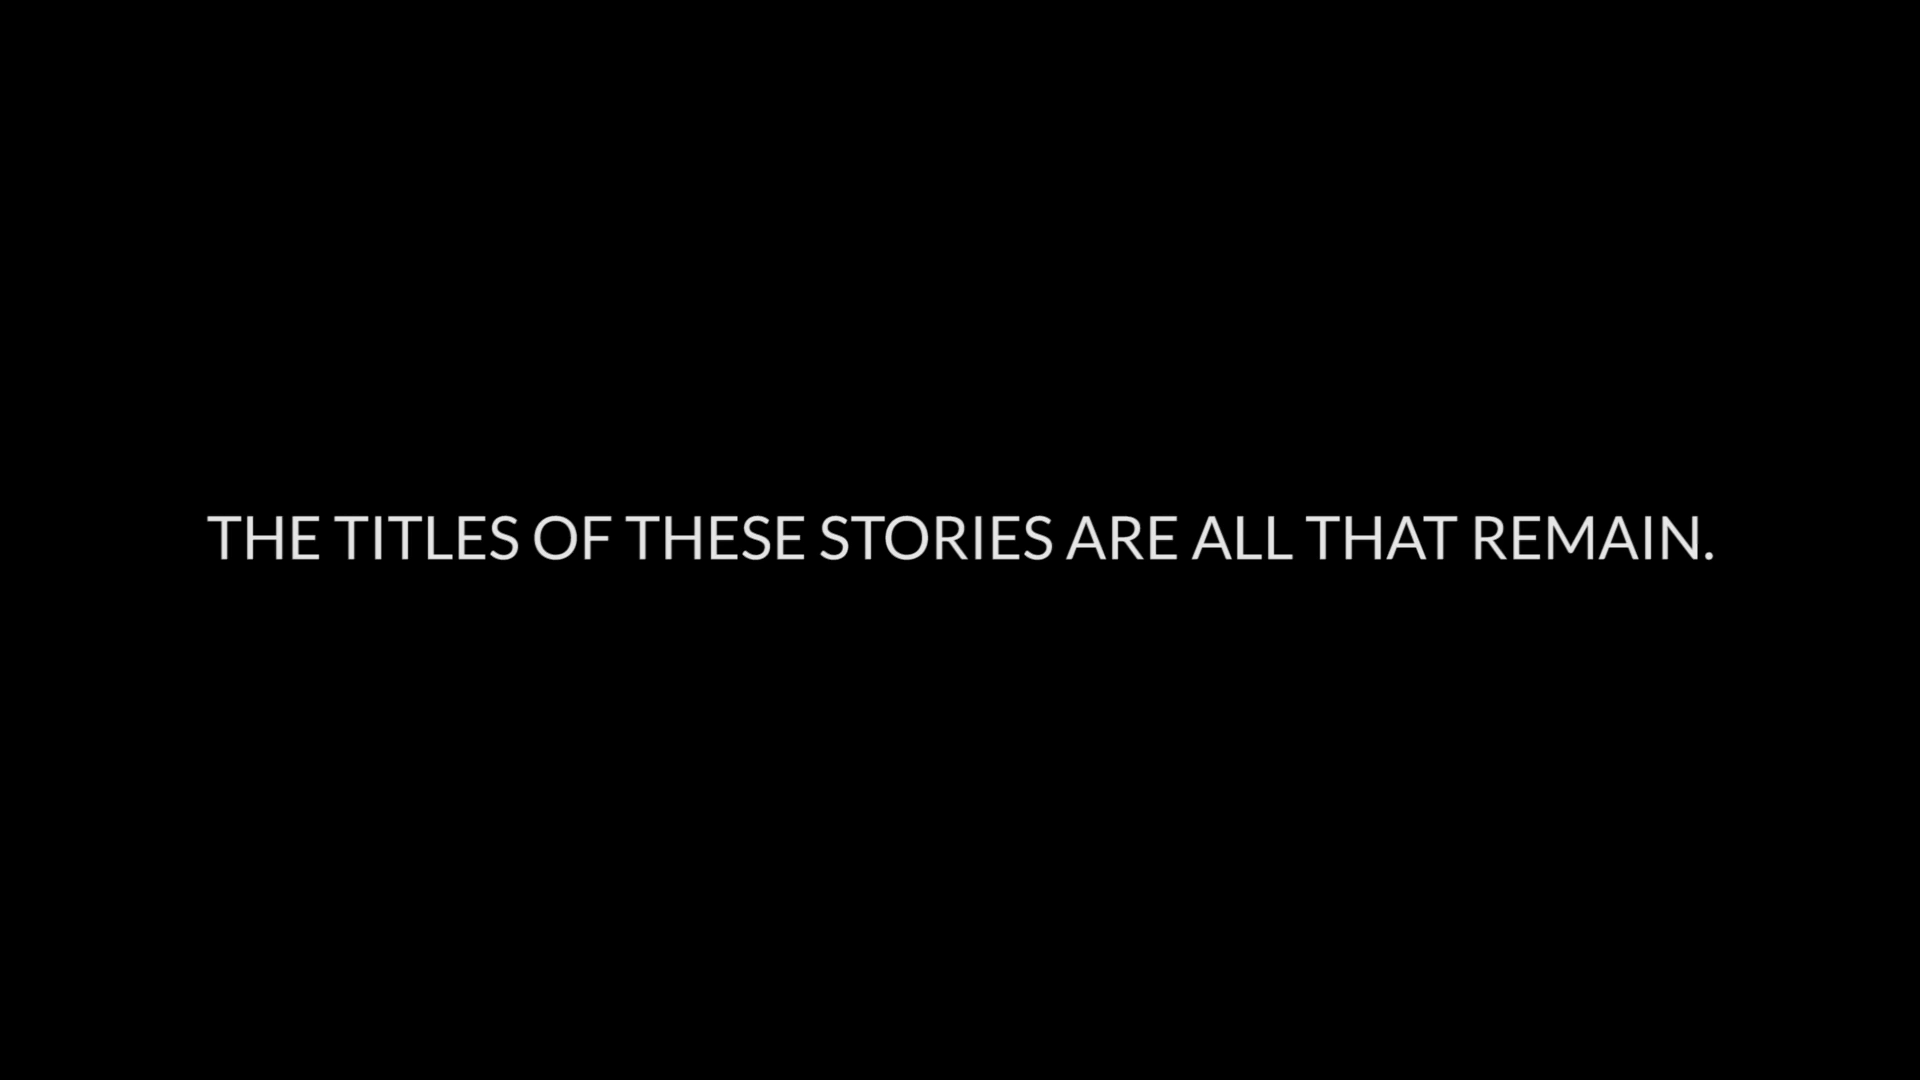 THE TITLES OF THESE STORIES ARE ALL THAT REMAIN.